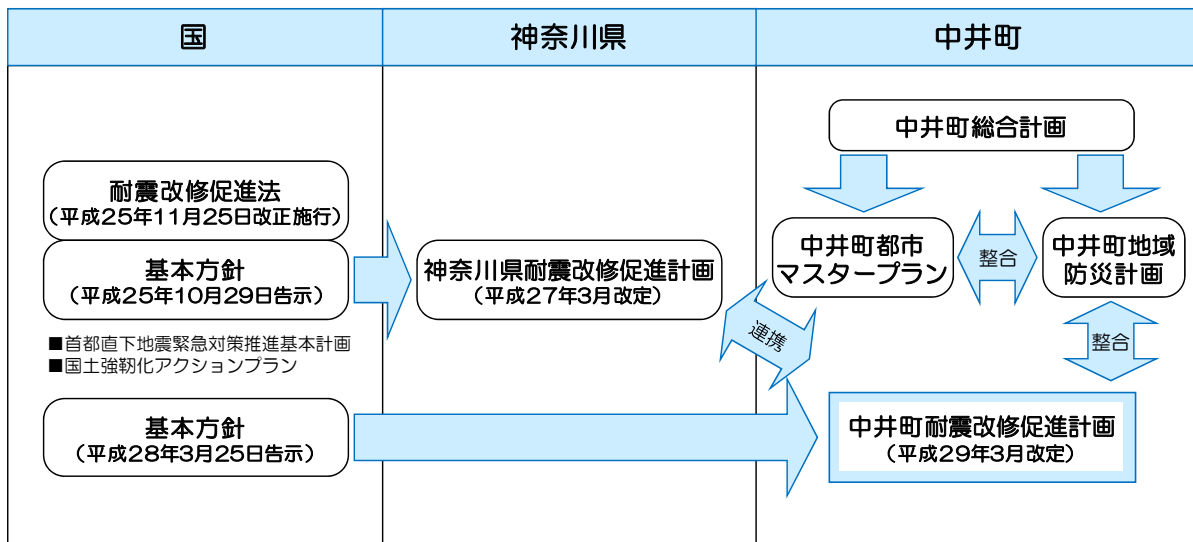 国
神奈川県
中井町
耐震改修促進法
(平成25年11月25日改正施行)
基本方針
(平成25年10月29日告示)
■首都直下地震緊急対策推進基本計画
■国土強靱化アクションプラン
基本方針
(平成28年3月25日告示)
神奈川県耐震改修促進計画
(平成27年3月改定)
中井町総合計画
中井町都市
マスタープラン
整合
中井町地域
防災計画
連携
整合
中井町耐震改修促進計画
(平成29年3月改定)